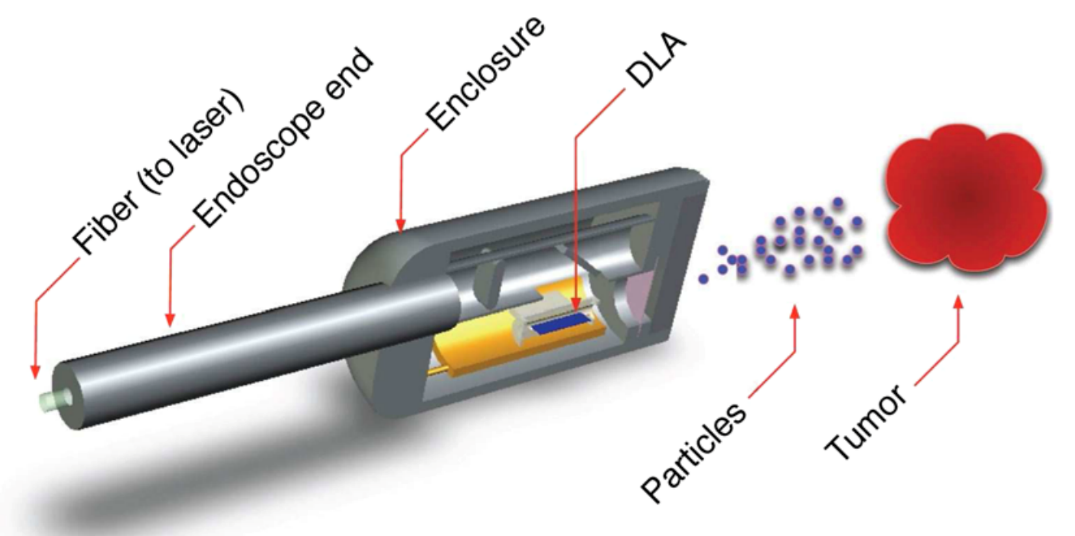 Fiber (to laser)
Endoscope end
Enclosure
DLA
Particles
Tumor